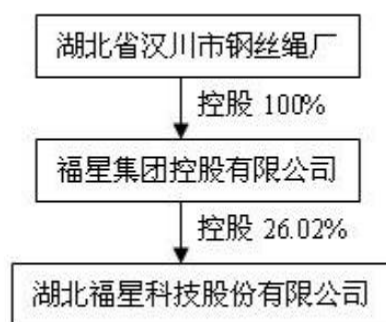 湖北省汉川市钢丝绳厂
控股 100%
福星集团控股有限公司
控股 26.02%
湖北福星科技股份有限公司